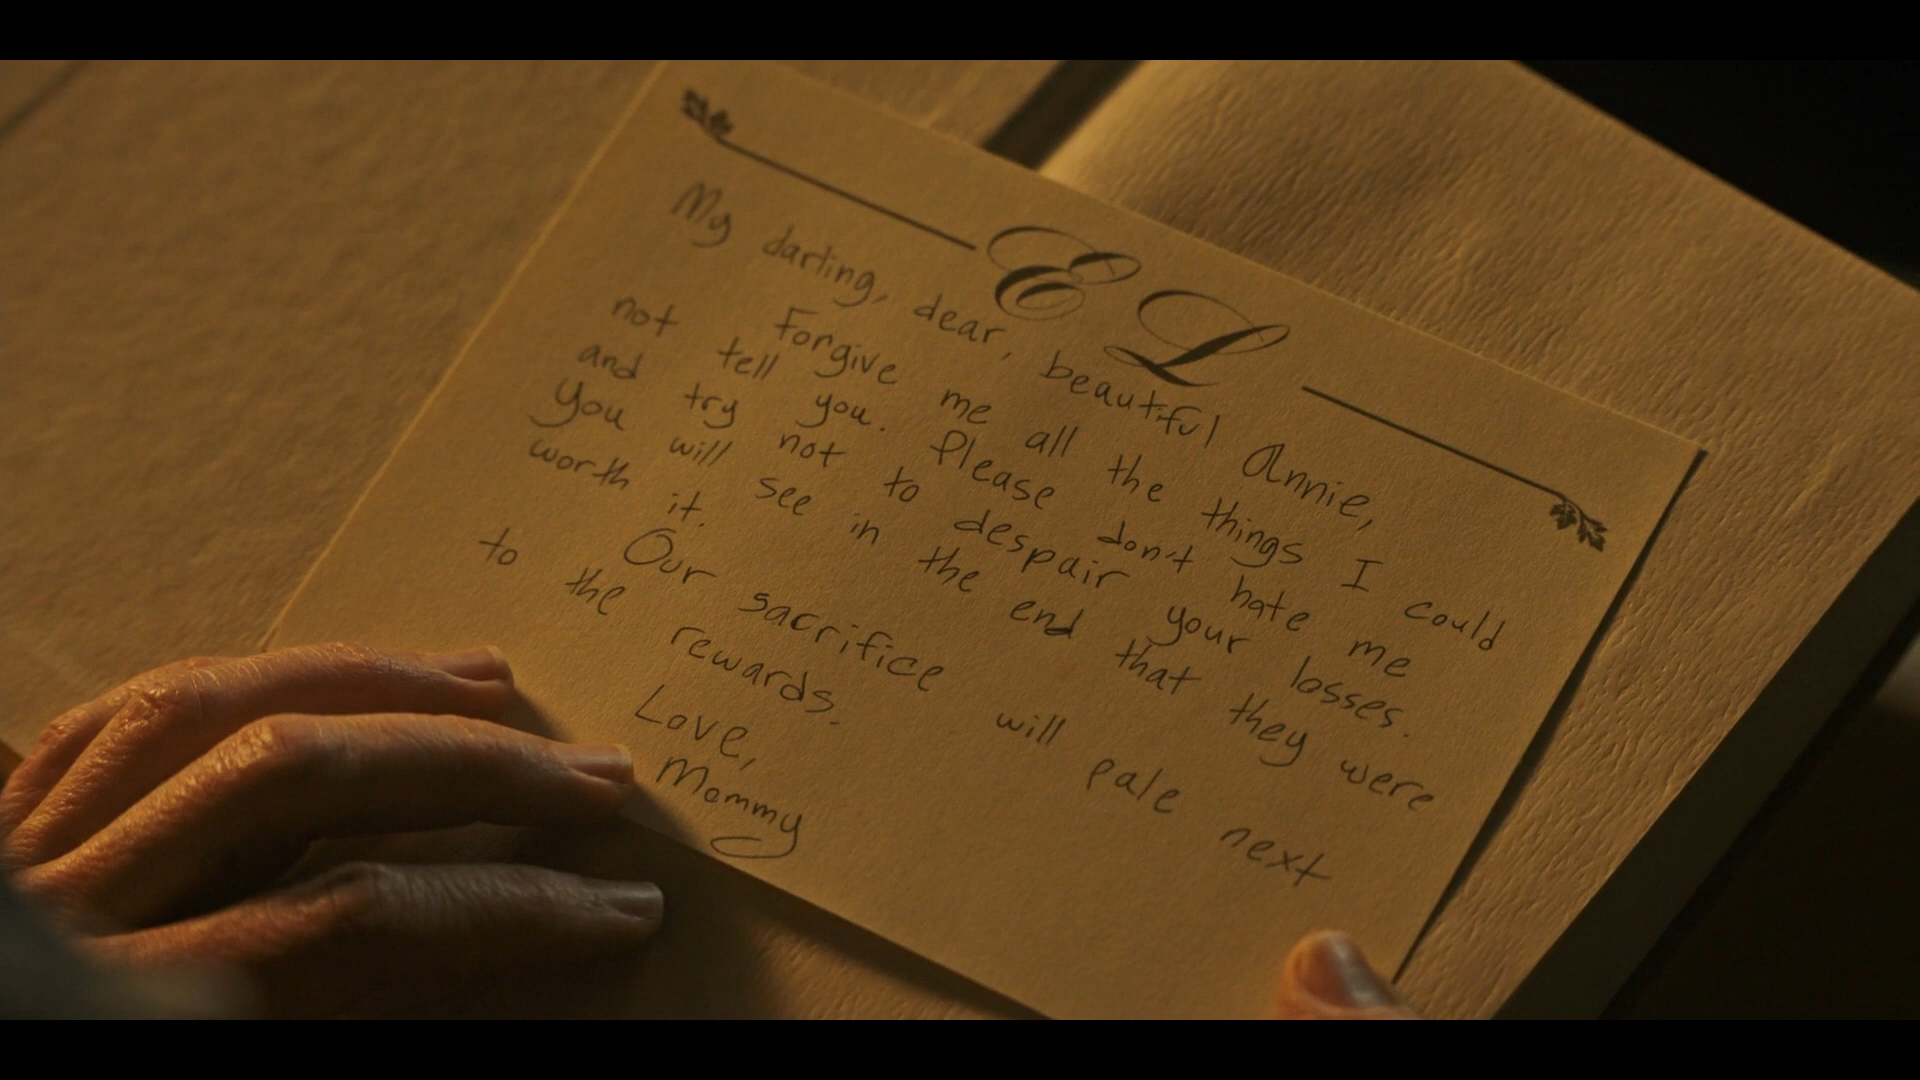 E L
My darling, dear, beautiful Annie,
Forgive me all the things I could
not tell you. Please don't hate me
and try not to despair your losses.
You will see in the end that they were
worth it.
Our sacrifice will pale next
to the rewards.
Love,
Mommy